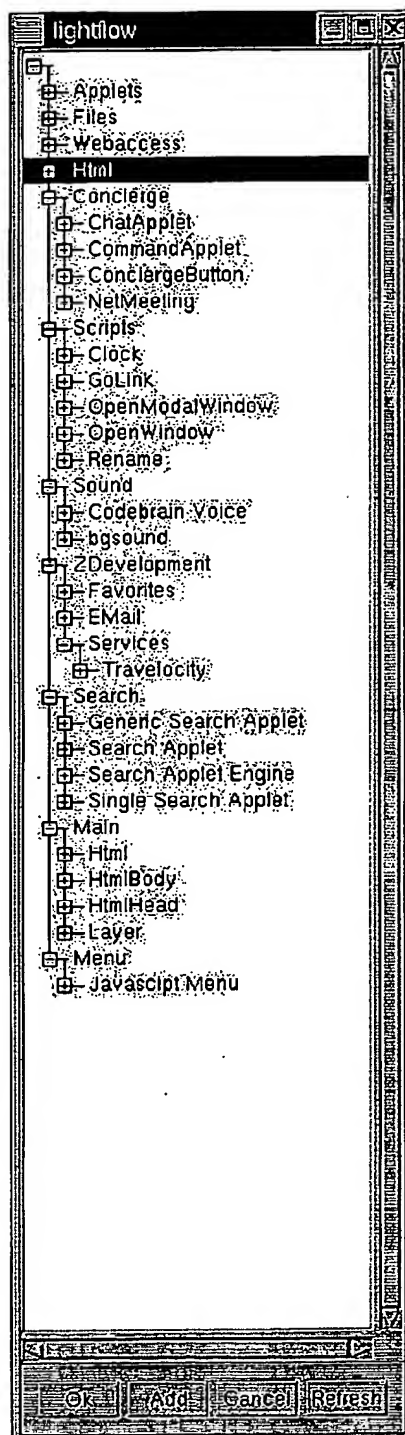 lightflow
Applets
Files
Webaccess
Html
Concierge
ChatApplet
CommandApplet
ConciergeButton
NetMeeting
Scripts
Clock
GoLink
OpenModalWindow
OpenWindow
Rename
Sound
Codebrain Voice
bgsound
ZDevelopment
Favorites
EMail
Services
Travelocity
Search
Generic Search Applet
Search Applet
Search Applet Engine
Single Search Applet
Main
Html
HtmlBody
HtmlHead
Layer
Menu
Javascipt Menu
Ok Add Cancel Refresh